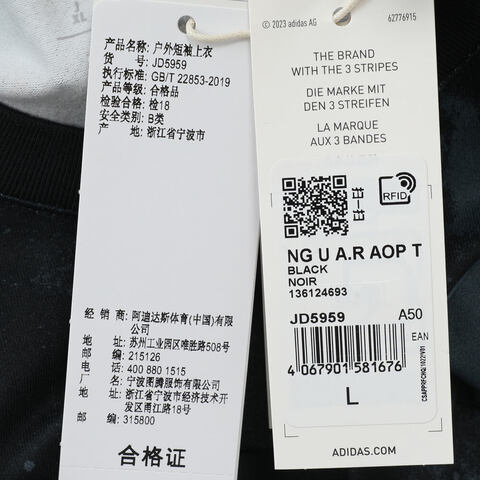 产品名称: 户外短袖上衣
货 号: JD5959
执行标准: GB/T 22853-2019
产品等级: 合格品
检验合格: 检18
安全类别: B类
产 地: 浙江省宁波市
经 销 商: 阿迪达斯体育(中国)有限公司
地址: 苏州工业园区唯胜路508号
邮 编: 215126
电话: 400 880 1515
厂 名: 宁波图腾服饰有限公司
地址: 浙江省宁波市经济技术开发区甬江路18号
邮 编: 315800
合格证
© 2023 adidas AG
62776915
THE BRAND
WITH THE 3 STRIPES
DIE MARKE MIT
DEN 3 STREIFEN
LA MARQUE
AUX 3 BANDES
RFID
NG U A.R AOP T
BLACK
NOIR
136124693
JD5959 A50
EAN
4 067901 581676
L
ADIDAS.COM